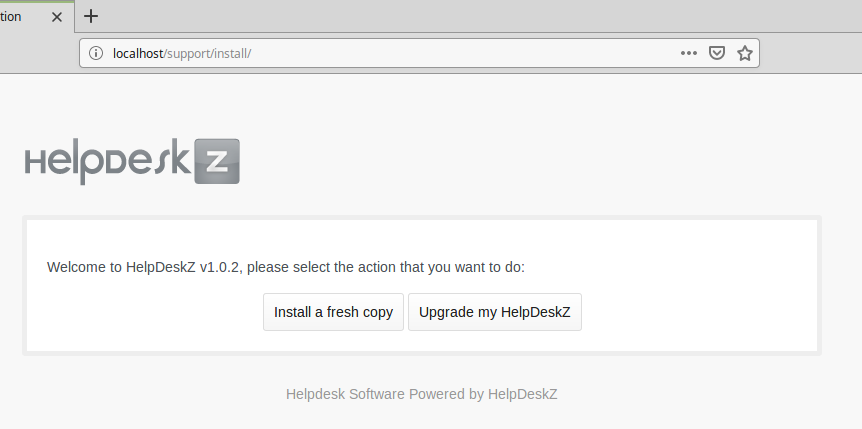 tion
localhost/support/install/
HelpDeskZ
Welcome to HelpDeskZ v1.0.2, please select the action that you want to do:
Install a fresh copy Upgrade my HelpDeskZ
Helpdesk Software Powered by HelpDeskZ